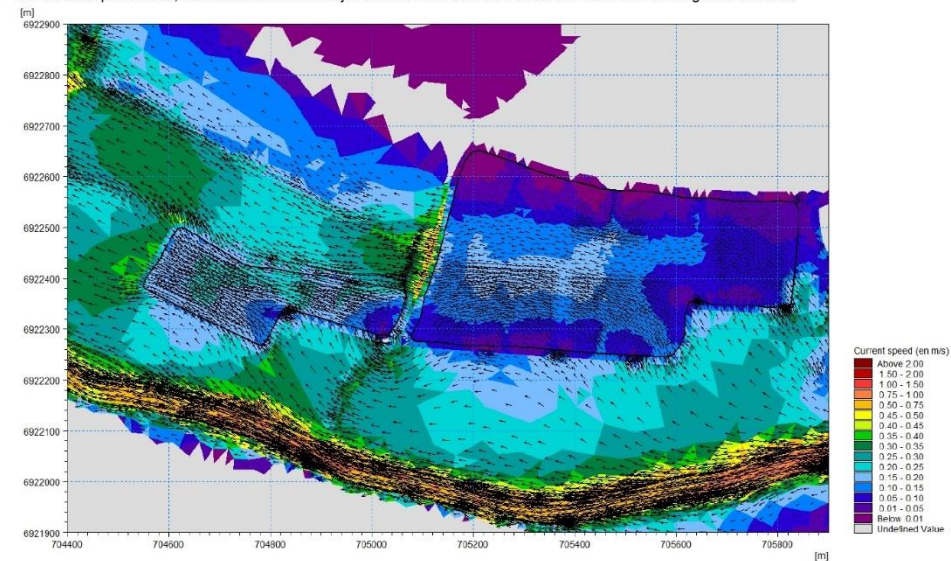 [m]
6922900
6922800
6922700
6922600
6922500
6922400
6922300
6922200
6922100
6922000
6921900
704400 704600 704800 705000 705200 705400 705600 705800
[m]
Current speed (en m/s)
Above 2.00
1.50 - 2.00
1.00 - 1.50
0.75 - 1.00
0.50 - 0.75
0.45 - 0.50
0.40 - 0.45
0.35 - 0.40
0.30 - 0.35
0.25 - 0.30
0.20 - 0.25
0.15 - 0.20
0.10 - 0.15
0.05 - 0.10
0.01 - 0.05
Below 0.01
Undefined Value